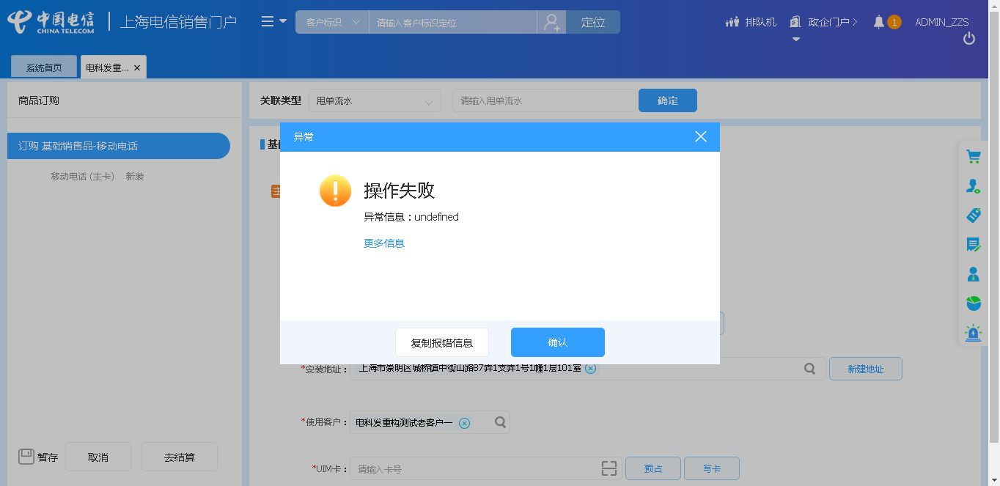 中国电信
CHINA TELECOM
上海电信销售门户
客户标识
请输入客户标识定位
定位
排队机
政企门户
1
ADMIN_ZZS
系统首页
电科发重...
商品订购
关联类型
甩单流水
请输入甩单流水
确定
订购 基础销售品-移动电话
移动电话 (主卡) 新装
基础
主
异常
操作失败
异常信息：undefined
更多信息
复制报错信息
确认
*安装地址：
上海市崇明区城桥镇中街山路87弄1支弄1号1幢1层101室
新建地址
*使用客户：
电科发重构测试老客户一
*UIM卡：
请输入卡号
预占
写卡
暂存
取消
去结算